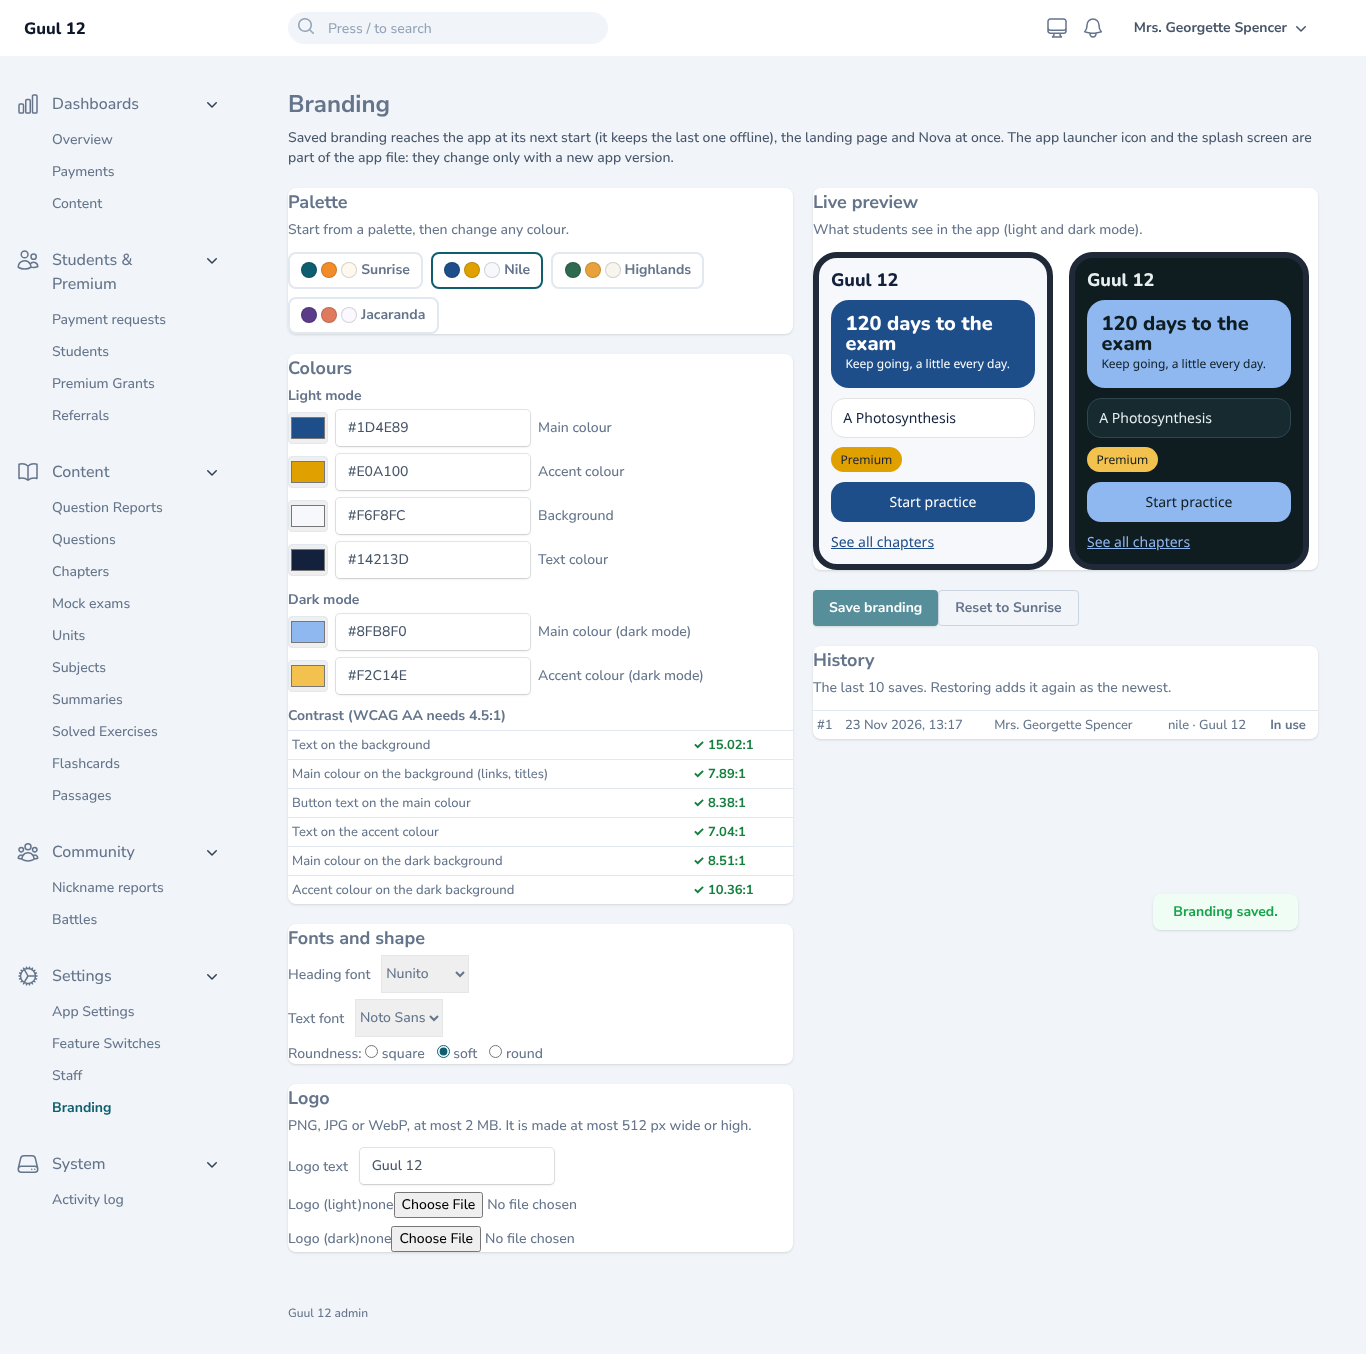 Guul 12
Press / to search
Mrs. Georgette Spencer
Dashboards
Overview
Payments
Content
Students &
Premium
Payment requests
Students
Premium Grants
Referrals
Content
Question Reports
Questions
Chapters
Mock exams
Units
Subjects
Summaries
Solved Exercises
Flashcards
Passages
Community
Nickname reports
Battles
Settings
App Settings
Feature Switches
Staff
Branding
System
Activity log
Branding
Saved branding reaches the app at its next start (it keeps the last one offline), the landing page and Nova at once. The app launcher icon and the splash screen are
part of the app file: they change only with a new app version.
Palette
Start from a palette, then change any colour.
Sunrise
Nile
Highlands
Jacaranda
Colours
Light mode
#1D4E89 Main colour
#E0A100 Accent colour
#F6F8FC Background
#14213D Text colour
Dark mode
#8FB8F0 Main colour (dark mode)
#F2C14E Accent colour (dark mode)
Contrast (WCAG AA needs 4.5:1)
Text on the background ✓ 15.02:1
Main colour on the background (links, titles) ✓ 7.89:1
Button text on the main colour ✓ 8.38:1
Text on the accent colour ✓ 7.04:1
Main colour on the dark background ✓ 8.51:1
Accent colour on the dark background ✓ 10.36:1
Fonts and shape
Heading font Nunito
Text font Noto Sans
Roundness: square soft round
Logo
PNG, JPG or WebP, at most 2 MB. It is made at most 512 px wide or high.
Logo text Guul 12
Logo (light)none Choose File No file chosen
Logo (dark)none Choose File No file chosen
Live preview
What students see in the app (light and dark mode).
Guul 12
120 days to the
exam
Keep going, a little every day.
A Photosynthesis
Premium
Start practice
See all chapters
Guul 12
120 days to the
exam
Keep going, a little every day.
A Photosynthesis
Premium
Start practice
See all chapters
Save branding
Reset to Sunrise
History
The last 10 saves. Restoring adds it again as the newest.
#1 23 Nov 2026, 13:17 Mrs. Georgette Spencer nile · Guul 12 In use
Branding saved.
Guul 12 admin